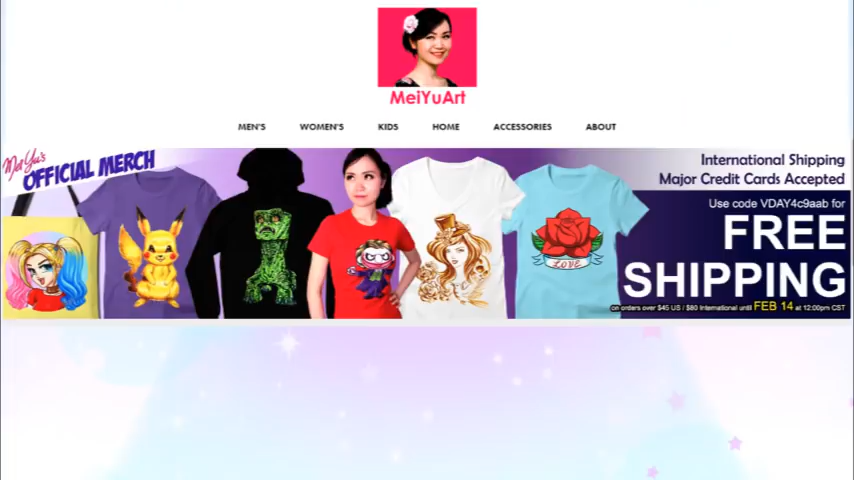 MeiYuArt
MEN'S WOMEN'S KIDS HOME ACCESSORIES ABOUT
Mei Yu's
OFFICIAL MERCH
International Shipping
Major Credit Cards Accepted
Use code VDAY4c9aab for
FREE
SHIPPING
on orders over $45 US / $80 International until FEB 14 at 12:00pm CST
LOVE